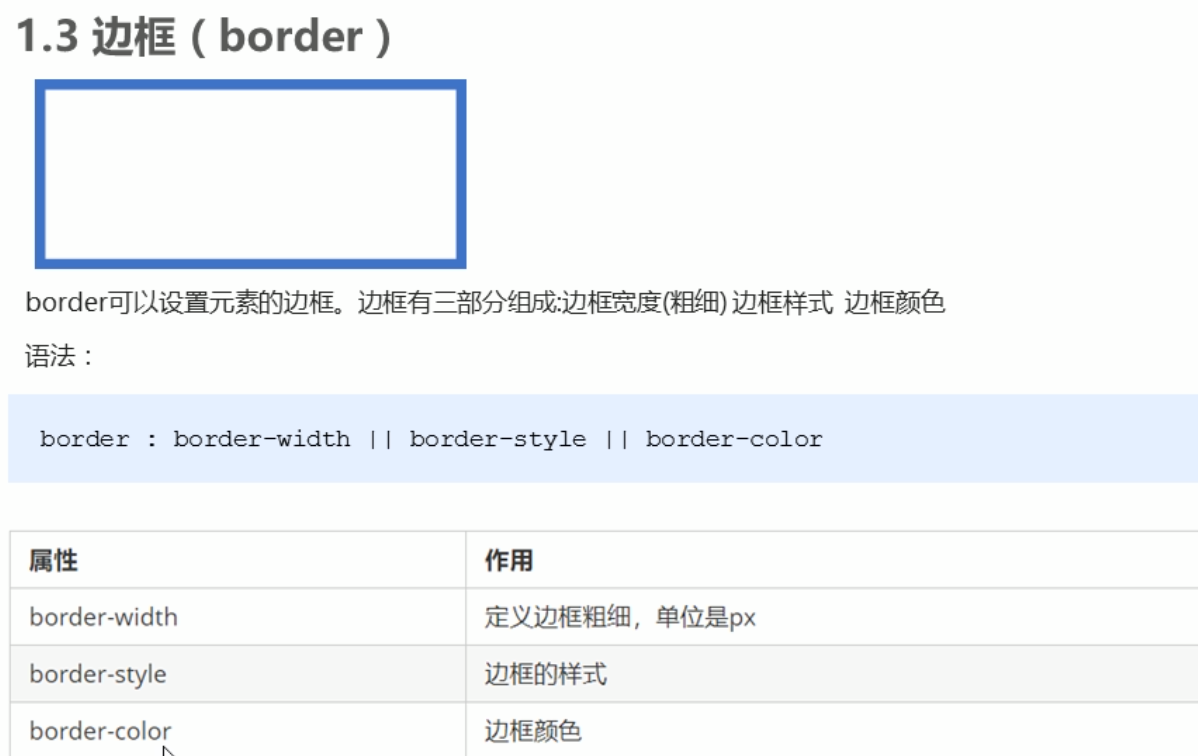 1.3 边框（border）
border可以设置元素的边框。边框有三部分组成:边框宽度(粗细) 边框样式 边框颜色
语法：
border : border-width || border-style || border-color
属性 作用
border-width 定义边框粗细，单位是px
border-style 边框的样式
border-color 边框颜色